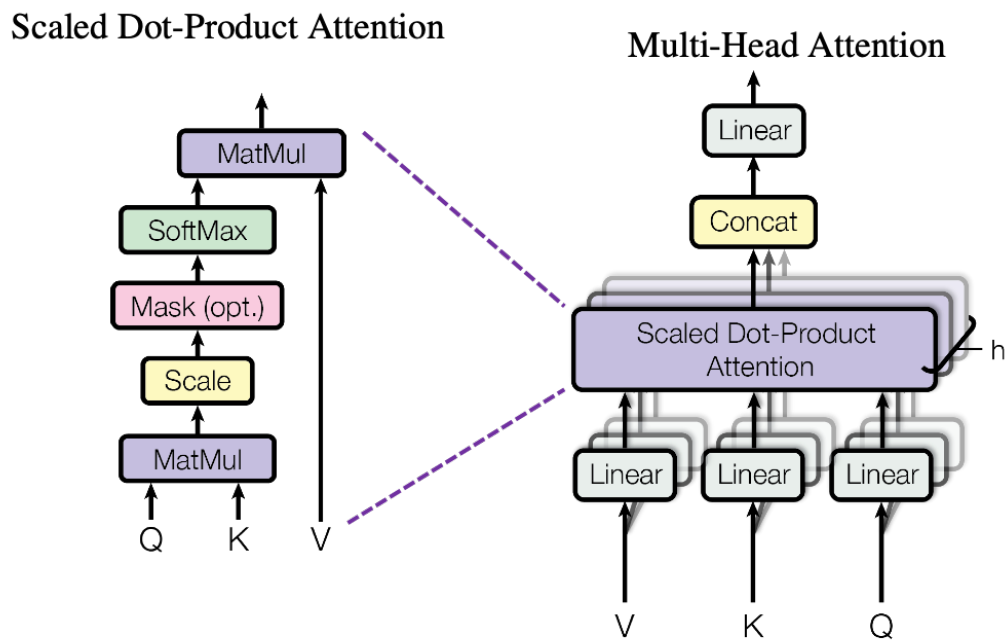 Scaled Dot-Product Attention
MatMul
SoftMax
Mask (opt.)
Scale
MatMul
Q K V
Multi-Head Attention
Linear
Concat
Scaled Dot-Product
Attention
h
Linear Linear Linear
V K Q